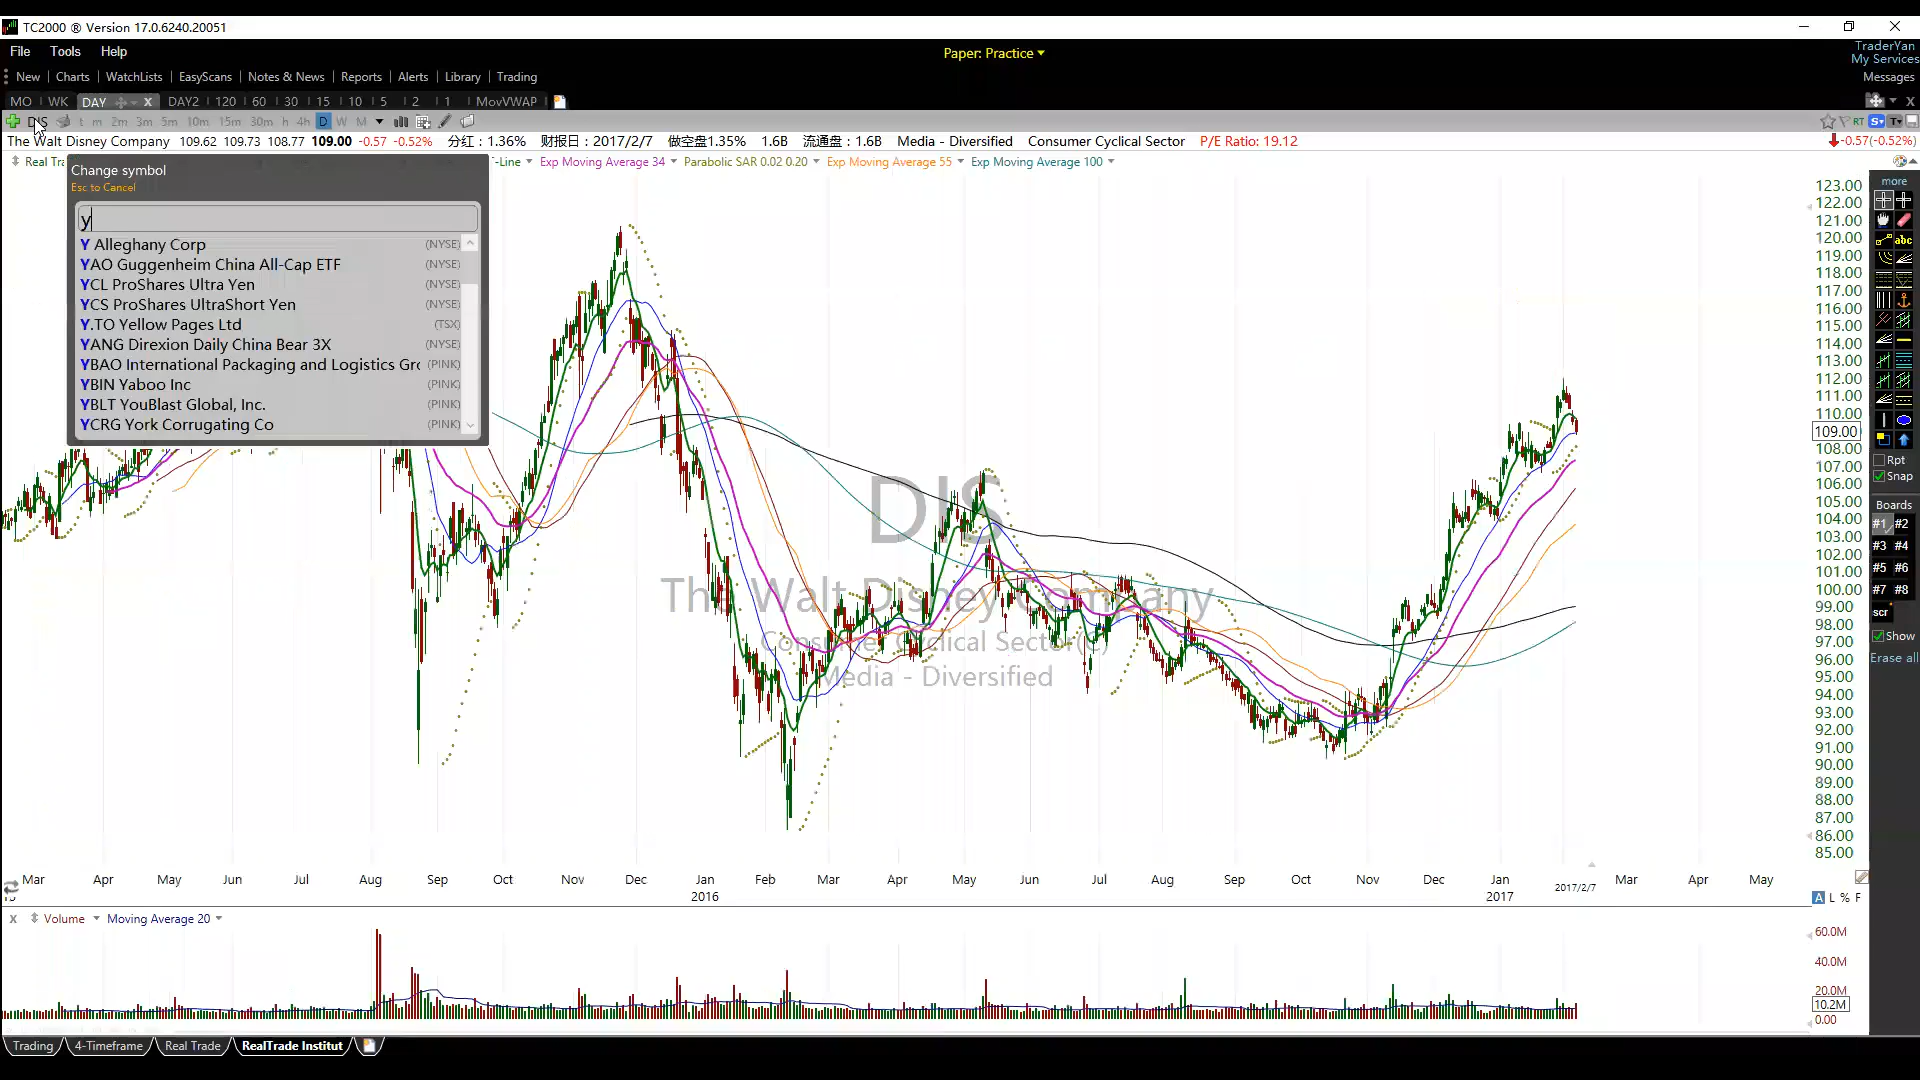 TC2000 ® Version 17.0.6240.20051
File Tools Help
Paper: Practice
TraderYan
My Services
New Charts WatchLists EasyScans Notes & News Reports Alerts Library Trading
Messages
MO WK DAY X DAY2 120 60 30 15 10 5 2 1 MovVWAP
X
DIS t m 2m 3m 5m 10m 15m 30m h 4h D W M
RT S T
The Walt Disney Company 109.62 109.73 108.77 109.00 -0.57 -0.52% 分红：1.36% 财报日：2017/2/7 做空盘1.35% 1.6B 流通盘：1.6B Media - Diversified Consumer Cyclical Sector P/E Ratio: 19.12
-0.57(-0.52%)
Real Tra
-Line Exp Moving Average 34 Parabolic SAR 0.02 0.20 Exp Moving Average 55 Exp Moving Average 100
Change symbol
Esc to Cancel
y
Y Alleghany Corp (NYSE)
YAO Guggenheim China All-Cap ETF (NYSE)
YCL ProShares Ultra Yen (NYSE)
YCS ProShares UltraShort Yen (NYSE)
Y.TO Yellow Pages Ltd (TSX)
YANG Direxion Daily China Bear 3X (NYSE)
YBAO International Packaging and Logistics Gro (PINK)
YBIN Yaboo Inc (PINK)
YBLT YouBlast Global, Inc. (PINK)
YCRG York Corrugating Co (PINK)
DIS
The Walt Disney Company
Consumer Cyclical Sector(C)
Media - Diversified
123.00
122.00
121.00
120.00
119.00
118.00
117.00
116.00
115.00
114.00
113.00
112.00
111.00
110.00
109.00
108.00
107.00
106.00
105.00
104.00
103.00
102.00
101.00
100.00
99.00
98.00
97.00
96.00
95.00
94.00
93.00
92.00
91.00
90.00
89.00
88.00
87.00
86.00
85.00
more
abc
Rpt
Snap
Boards
#1 #2
#3 #4
#5 #6
#7 #8
scr
Show
Erase all
Mar Apr May Jun Jul Aug Sep Oct Nov Dec Jan Feb Mar Apr May Jun Jul Aug Sep Oct Nov Dec Jan 2017/2/7 Mar Apr May
2016 2017
A L % F
X Volume Moving Average 20
60.0M
40.0M
20.0M
10.2M
0.00
Trading 4-Timeframe Real Trade RealTrade Institut